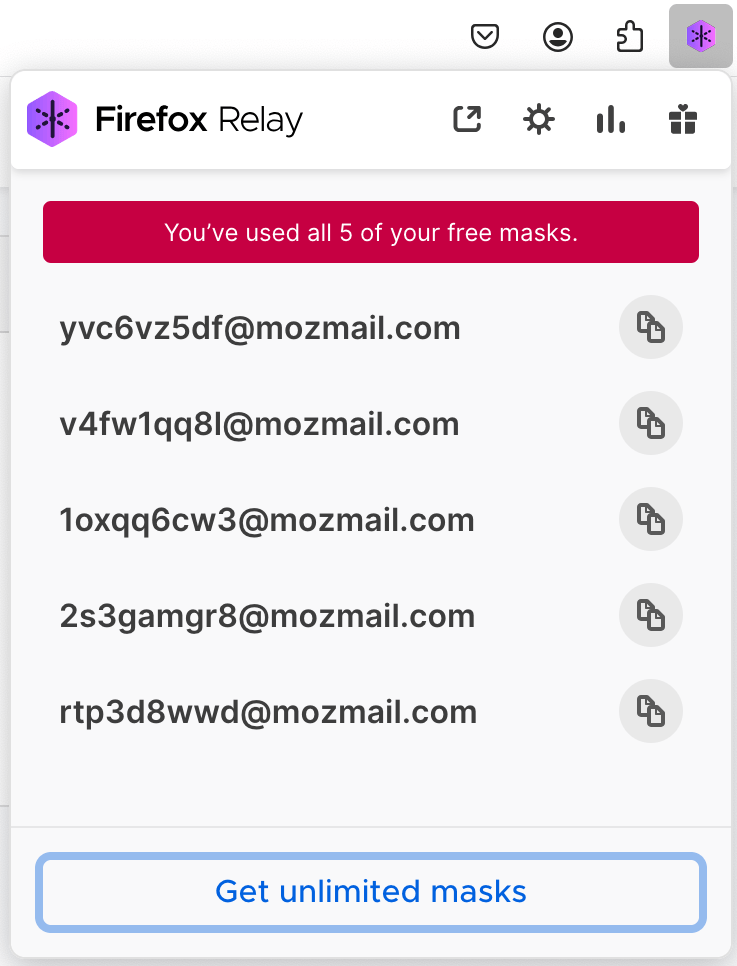 Firefox Relay
You’ve used all 5 of your free masks.
yvc6vz5df@mozmail.com
v4fw1qq8l@mozmail.com
1oxqq6cw3@mozmail.com
2s3gamgr8@mozmail.com
rtp3d8wwd@mozmail.com
Get unlimited masks